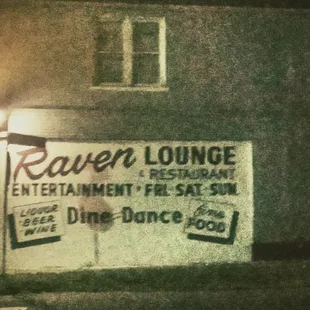 Raven LOUNGE
& RESTAURANT
ENTERTAINMENT • FRI. SAT. SUN.
LIQUOR
BEER
WINE
Dine-Dance
FOOD